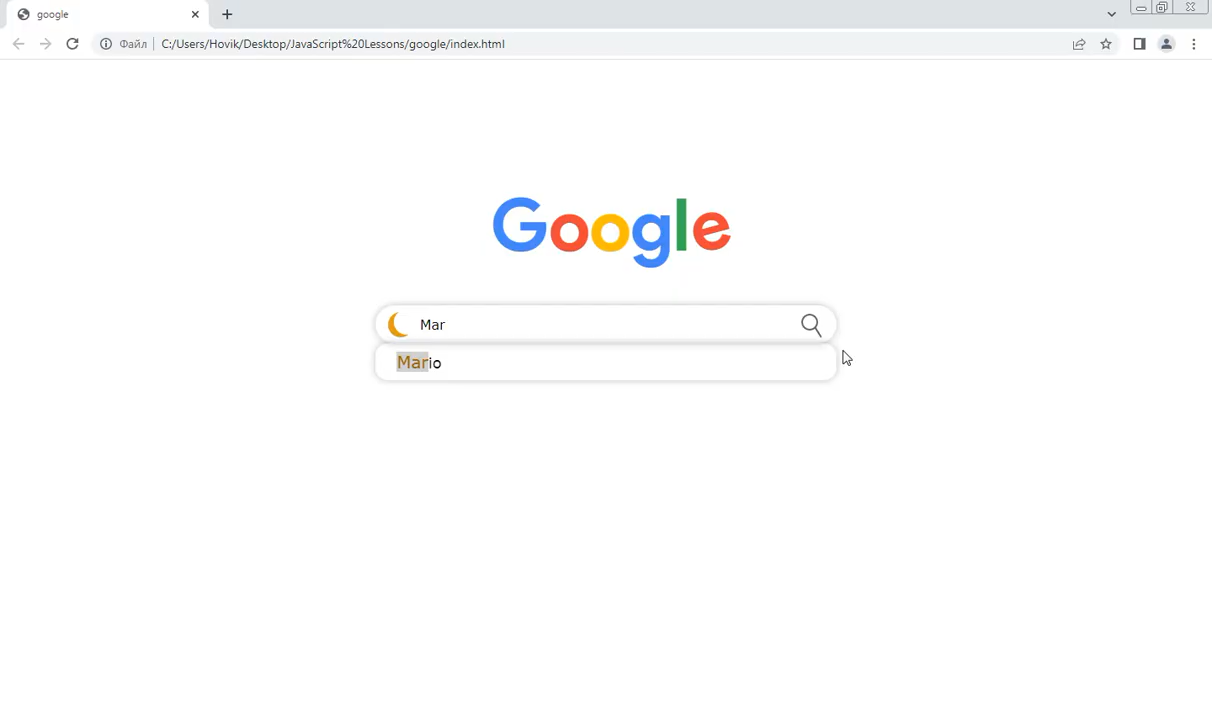 google
Файл C:/Users/Hovik/Desktop/JavaScript%20Lessons/google/index.html
Google
Mar
Mario